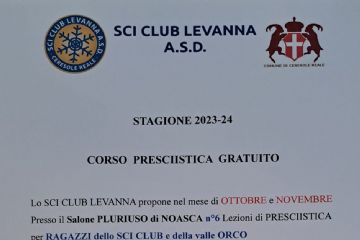 SCI CLUB LEVANNA A.S.D.
CERESOLE REALE
SCI CLUB LEVANNA
A.S.D.
COMUNE DI CERESOLE REALE
STAGIONE 2023-24
CORSO PRESCIISTICA GRATUITO
Lo SCI CLUB LEVANNA propone nel mese di OTTOBRE e NOVEMBRE
Presso il Salone PLURIUSO di NOASCA n°6 Lezioni di PRESCIISTICA
per RAGAZZI dello SCI CLUB e della valle ORCO